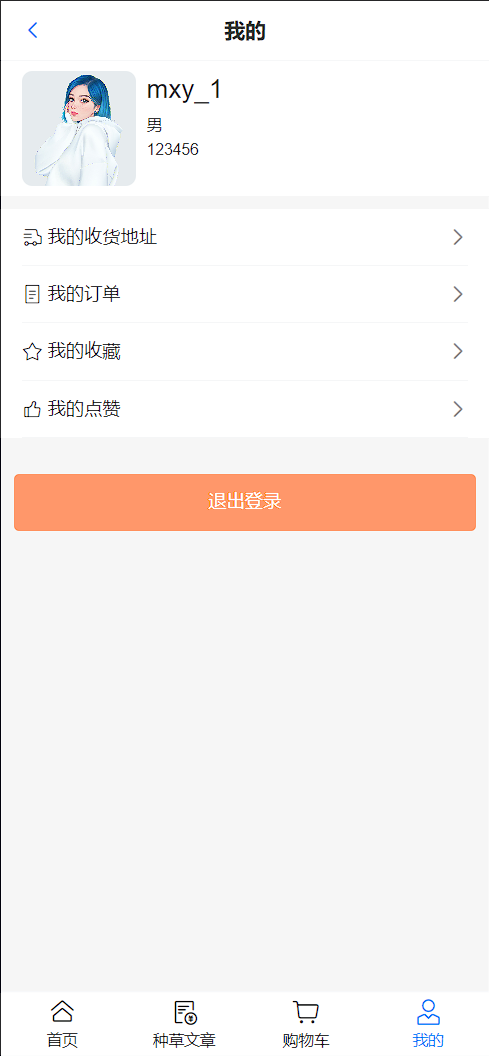 我的
mxy_1
男
123456
我的收货地址
我的订单
我的收藏
我的点赞
退出登录
首页
种草文章
购物车
我的